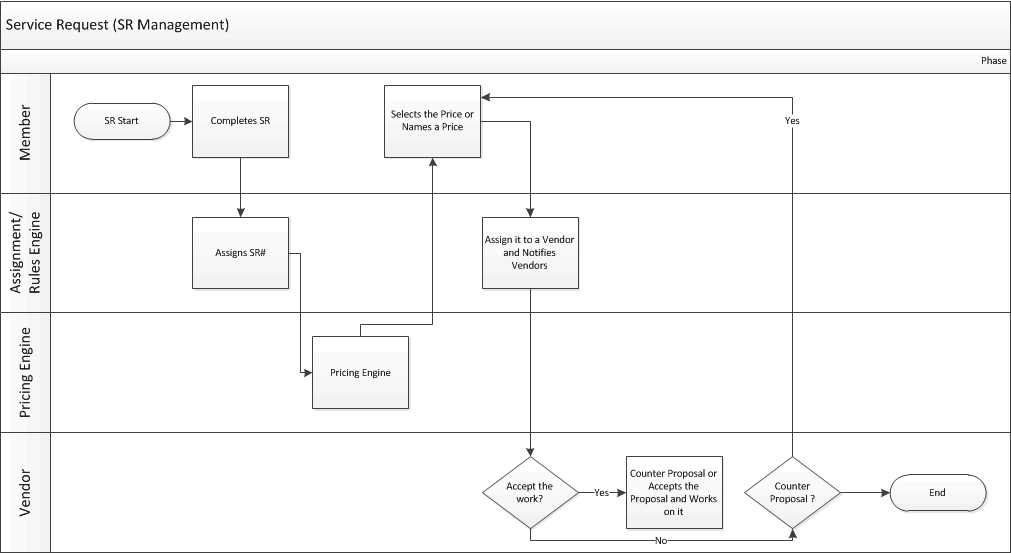 Service Request (SR Management)
Phase
Member
SR Start
Completes SR
Selects the Price or
Names a Price
Yes
Assignment/
Rules Engine
Assigns SR#
Assign it to a Vendor
and Notifies
Vendors
Pricing Engine
Pricing Engine
Vendor
Accept the
work?
Yes
Counter Proposal or
Accepts the
Proposal and Works
on it
Counter
Proposal ?
End
No